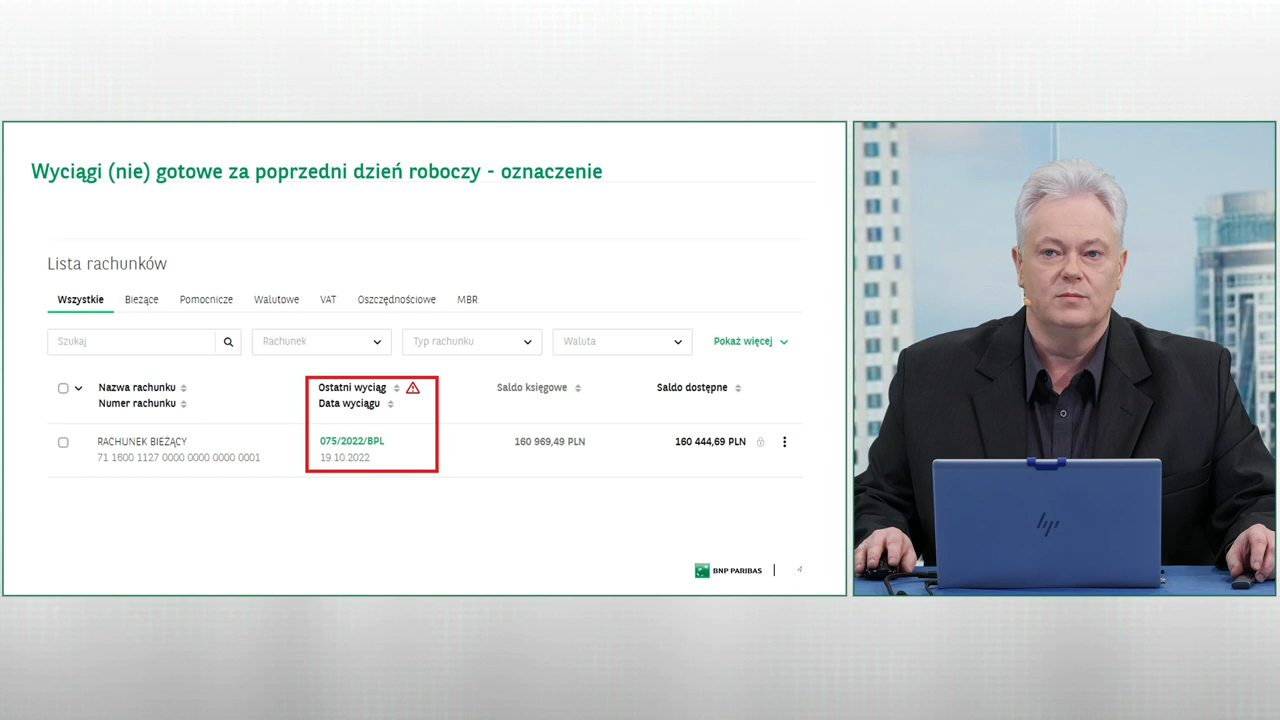 Wyciągi (nie) gotowe za poprzedni dzień roboczy - oznaczenie
Lista rachunków
Wszystkie Bieżące Pomocnicze Walutowe VAT Oszczędnościowe MBR
Szukaj Rachunek Typ rachunku Waluta Pokaż więcej
Nazwa rachunku Ostatni wyciąg Saldo księgowe Saldo dostępne
Numer rachunku Data wyciągu
RACHUNEK BIEŻĄCY 075/2022/BPL 160 969,49 PLN 160 444,69 PLN
71 1600 1127 0000 0000 0000 0001 19.10.2022
BNP PARIBAS 4
hp